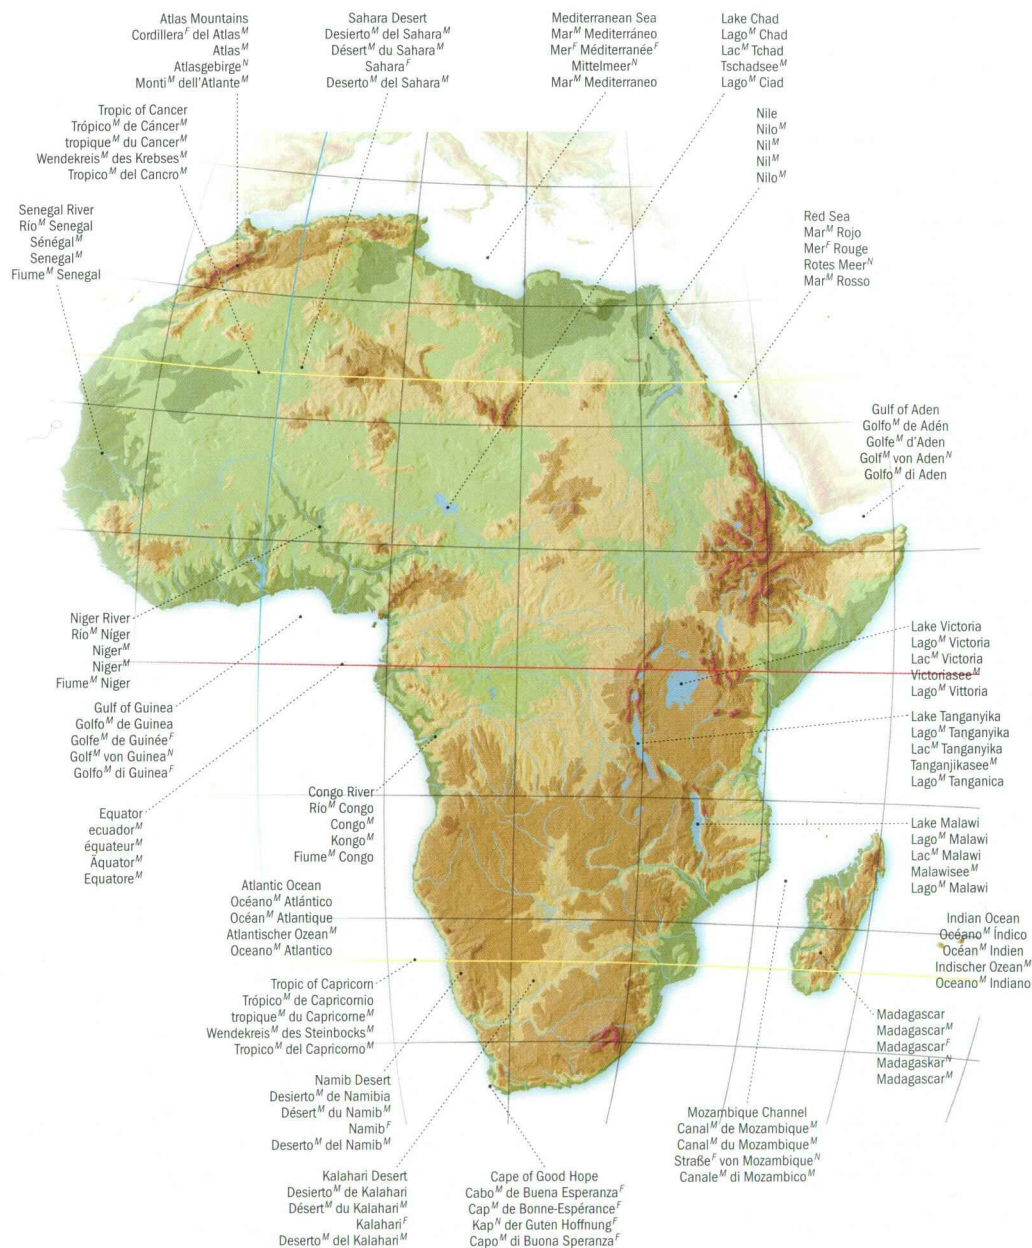 Atlas Mountains
Cordillera^F del Atlas^M
Atlas^M
Atlasgebirge^N
Monti^M dell'Atlante^M
Sahara Desert
Desierto^M del Sahara^M
Désert^M du Sahara^M
Sahara^F
Deserto^M del Sahara^M
Mediterranean Sea
Mar^M Mediterráneo
Mer^F Méditerranée^F
Mittelmeer^N
Mar^M Mediterraneo
Lake Chad
Lago^M Chad
Lac^M Tchad
Tschadsee^M
Lago^M Ciad
Tropic of Cancer
Trópico^M de Cáncer^M
tropique^M du Cancer^M
Wendekreis^M des Krebses^M
Tropico^M del Cancro^M
Nile
Nilo^M
Nil^M
Nil^M
Nilo^M
Senegal River
Río^M Senegal
Sénégal^M
Senegal^M
Fiume^M Senegal
Red Sea
Mar^M Rojo
Mer^F Rouge
Rotes Meer^N
Mar^M Rosso
Gulf of Aden
Golfo^M de Adén
Golfe^M d'Aden
Golf^M von Aden^N
Golfo^M di Aden
Niger River
Río^M Níger
Niger^M
Niger^M
Fiume^M Niger
Lake Victoria
Lago^M Victoria
Lac^M Victoria
Victoriasee^M
Lago^M Vittoria
Gulf of Guinea
Golfo^M de Guinea
Golfe^M de Guinée^F
Golf^M von Guinea^N
Golfo^M di Guinea^F
Lake Tanganyika
Lago^M Tanganyika
Lac^M Tanganyika
Tanganjikasee^M
Lago^M Tanganica
Equator
ecuador^M
équateur^M
Äquator^M
Equatore^M
Congo River
Río^M Congo
Congo^M
Kongo^M
Fiume^M Congo
Lake Malawi
Lago^M Malawi
Lac^M Malawi
Malawisee^M
Lago^M Malawi
Atlantic Ocean
Océano^M Atlántico
Océan^M Atlantique
Atlantischer Ozean^M
Oceano^M Atlantico
Indian Ocean
Océano^M Índico
Océan^M Indien
Indischer Ozean^M
Oceano^M Indiano
Tropic of Capricorn
Trópico^M de Capricornio
tropique^M du Capricorne^M
Wendekreis^M des Steinbocks^M
Tropico^M del Capricorno^M
Madagascar
Madagascar^M
Madagascar^F
Madagaskar^N
Madagascar^M
Namib Desert
Desierto^M de Namibia
Désert^M du Namib^M
Namib^F
Deserto^M del Namib^M
Mozambique Channel
Canal^M de Mozambique^M
Canal^M du Mozambique^M
Straße^F von Mozambique^N
Canale^M di Mozambico^M
Kalahari Desert
Desierto^M de Kalahari
Désert^M du Kalahari^M
Kalahari^F
Deserto^M del Kalahari^M
Cape of Good Hope
Cabo^M de Buena Esperanza^F
Cap^M de Bonne-Espérance^F
Kap^N der Guten Hoffnung^F
Capo^M di Buona Speranza^F